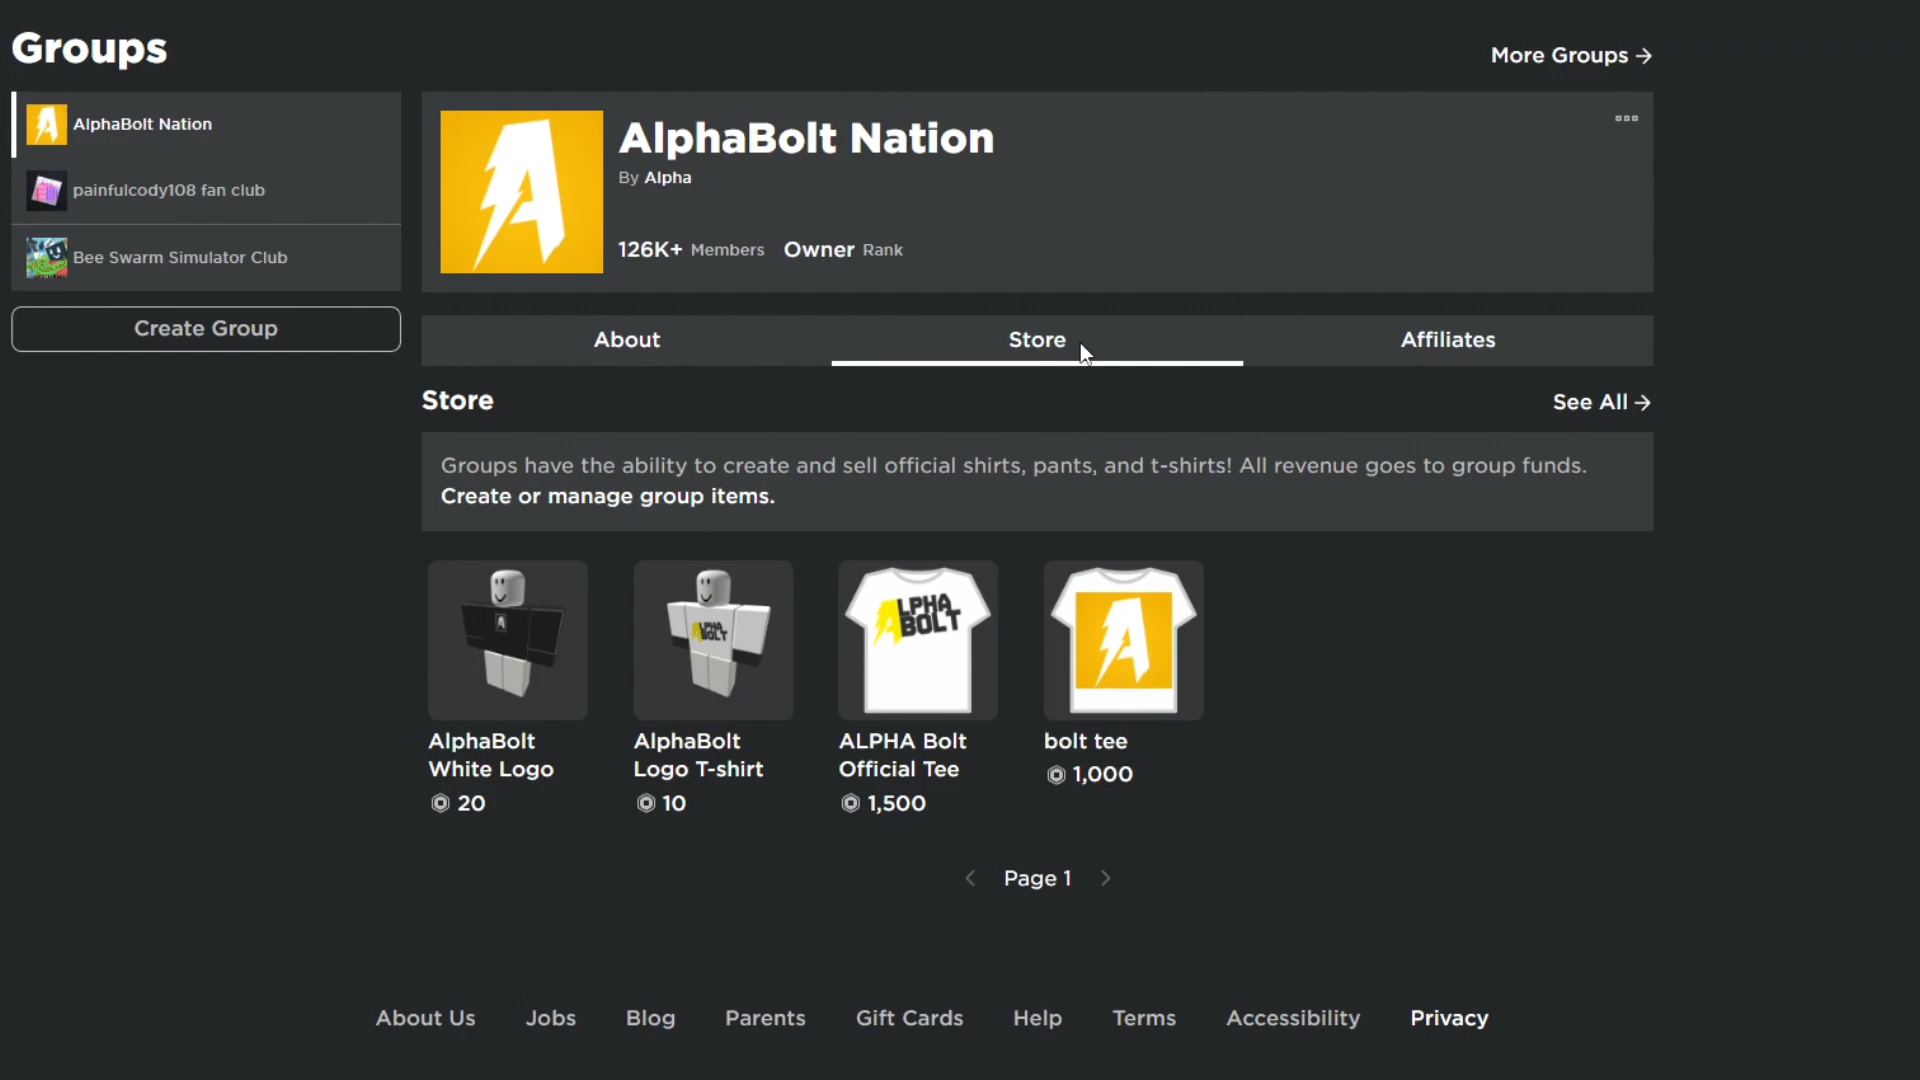 Groups
More Groups →
AlphaBolt Nation
painfulcody108 fan club
Bee Swarm Simulator Club
Create Group
AlphaBolt Nation
By Alpha
126K+ Members Owner Rank
About Store Affiliates
Store
See All →
Groups have the ability to create and sell official shirts, pants, and t-shirts! All revenue goes to group funds.
Create or manage group items.
A
ALPHA
BOLT
ALPHA
BOLT
A
AlphaBolt
White Logo
20
AlphaBolt
Logo T-shirt
10
ALPHA Bolt
Official Tee
1,500
bolt tee
1,000
< Page 1 >
About Us Jobs Blog Parents Gift Cards Help Terms Accessibility Privacy